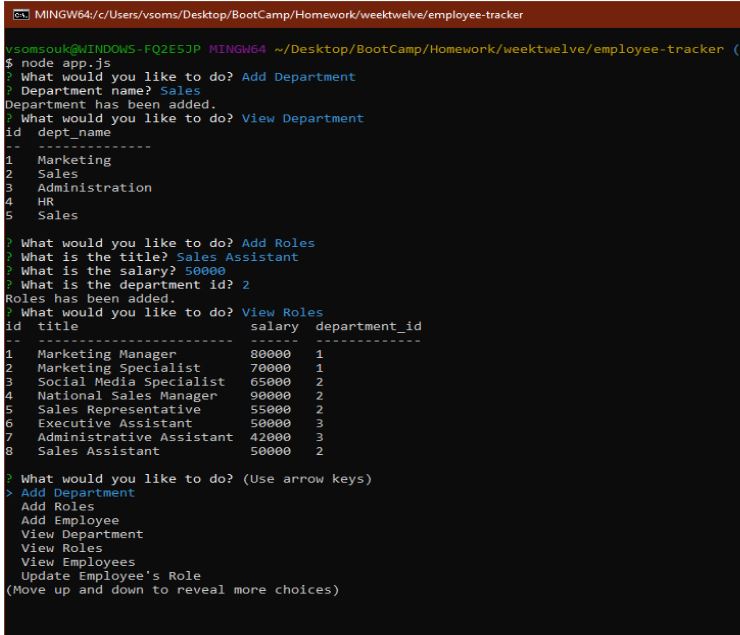 MINGW64:/c/Users/vsoms/Desktop/BootCamp/Homework/weektwelve/employee-tracker
vsomsouk@WINDOWS-FQ2E5JP MINGW64 ~/Desktop/BootCamp/Homework/weektwelve/employee-tracker (
$ node app.js
? What would you like to do? Add Department
? Department name? Sales
Department has been added.
? What would you like to do? View Department
id  dept_name
--  --------------
1   Marketing
2   Sales
3   Administration
4   HR
5   Sales
? What would you like to do? Add Roles
? What is the title? Sales Assistant
? What is the salary? 50000
? What is the department id? 2
Roles has been added.
? What would you like to do? View Roles
id  title                     salary  department_id
--  ------------------------  ------  -------------
1   Marketing Manager         80000   1
2   Marketing Specialist      70000   1
3   Social Media Specialist   65000   2
4   National Sales Manager    90000   2
5   Sales Representative      55000   2
6   Executive Assistant       50000   3
7   Administrative Assistant  42000   3
8   Sales Assistant           50000   2
? What would you like to do? (Use arrow keys)
> Add Department
  Add Roles
  Add Employee
  View Department
  View Roles
  View Employees
  Update Employee's Role
(Move up and down to reveal more choices)